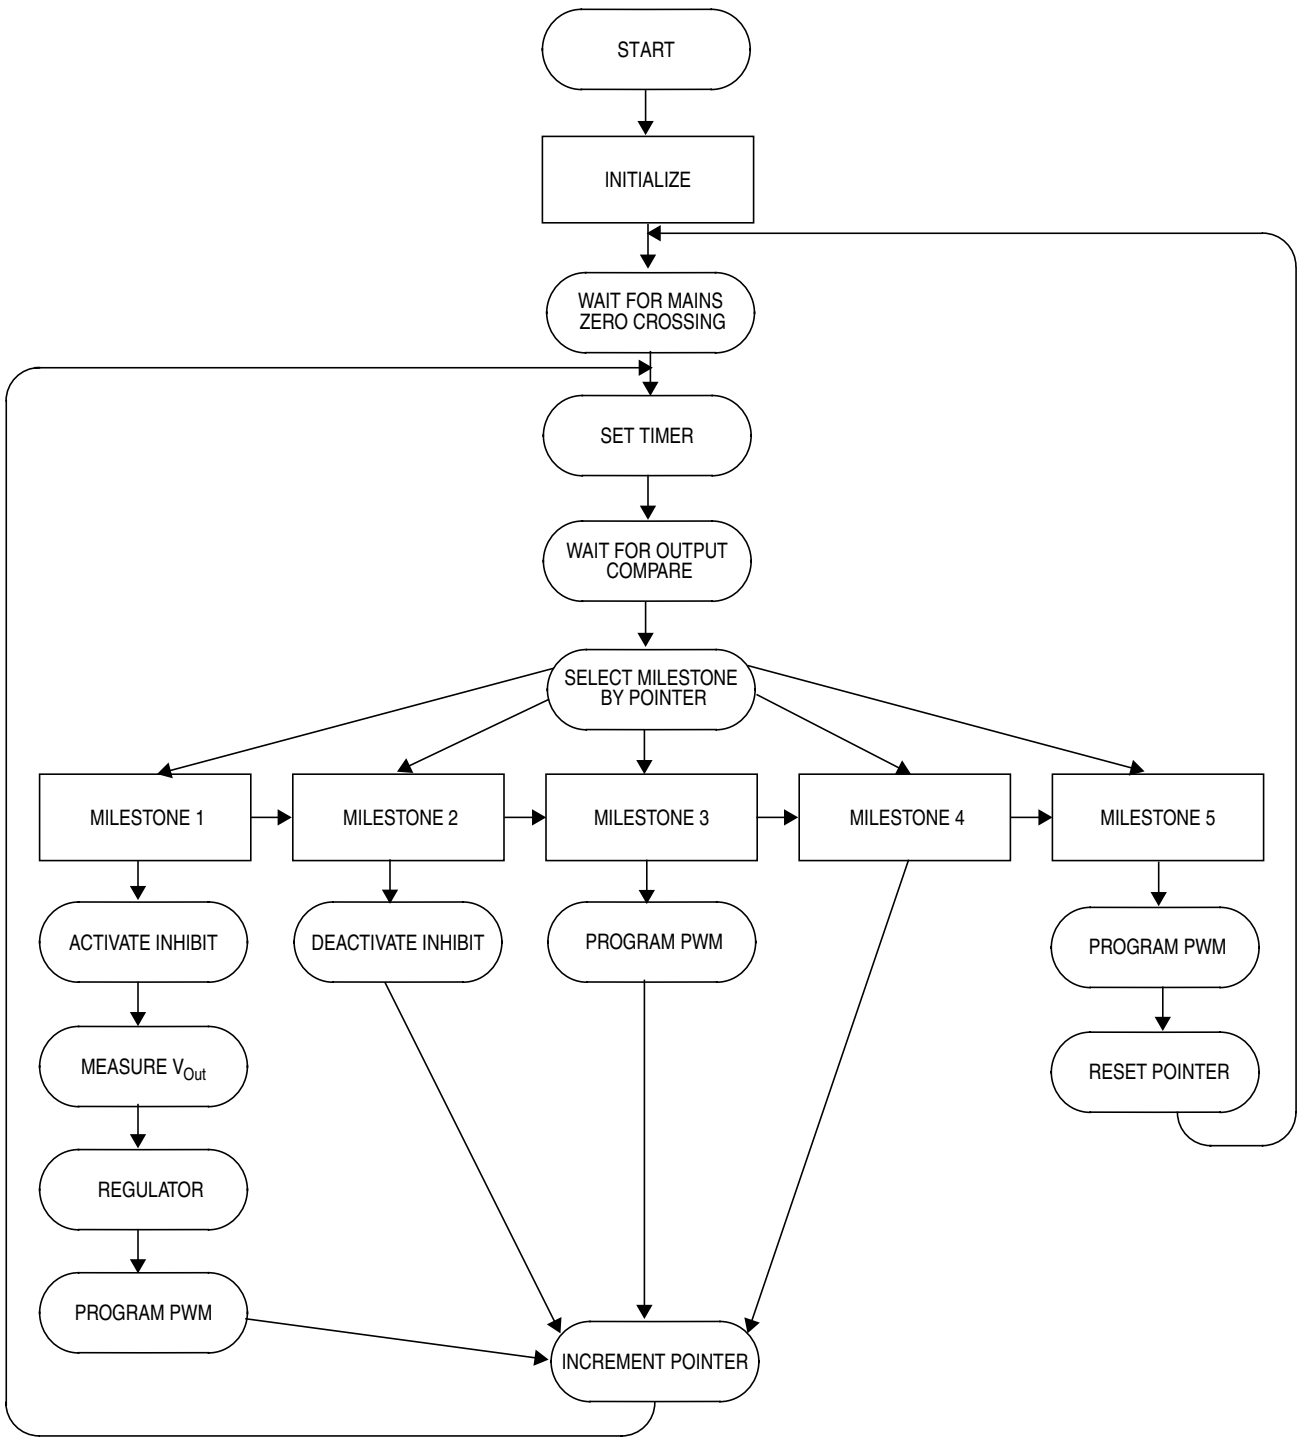 START
INITIALIZE
WAIT FOR MAINS
ZERO CROSSING
SET TIMER
WAIT FOR OUTPUT
COMPARE
SELECT MILESTONE
BY POINTER
MILESTONE 1
MILESTONE 2
MILESTONE 3
MILESTONE 4
MILESTONE 5
ACTIVATE INHIBIT
DEACTIVATE INHIBIT
PROGRAM PWM
PROGRAM PWM
MEASURE VOut
RESET POINTER
REGULATOR
PROGRAM PWM
INCREMENT POINTER